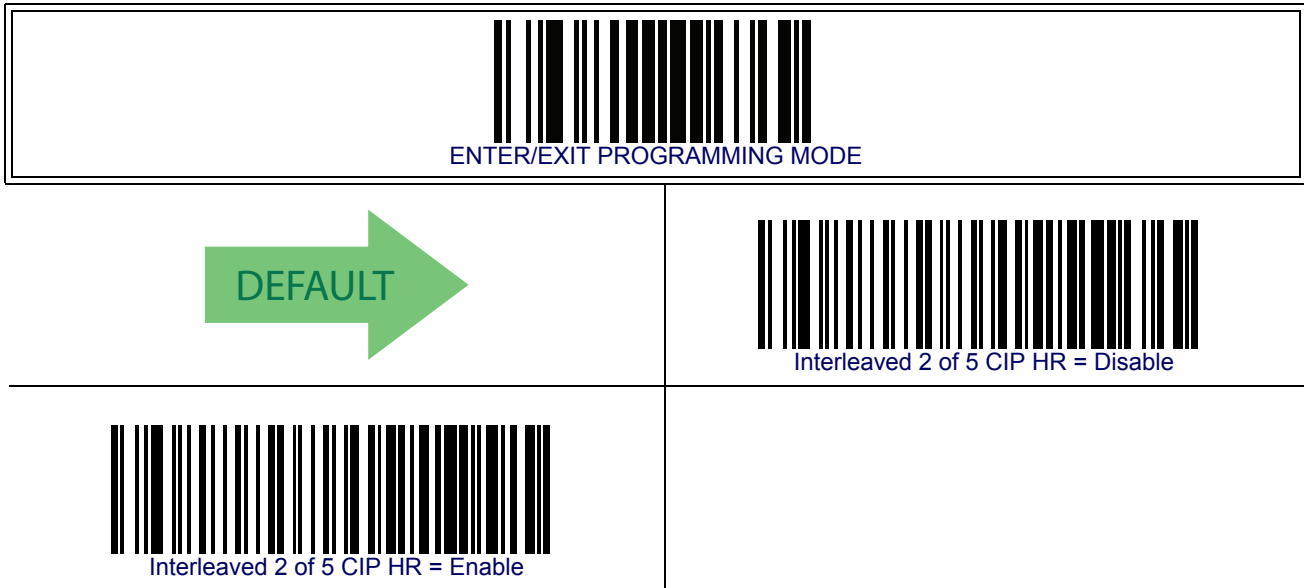 ENTER/EXIT PROGRAMMING MODE
DEFAULT
Interleaved 2 of 5 CIP HR = Disable
Interleaved 2 of 5 CIP HR = Enable